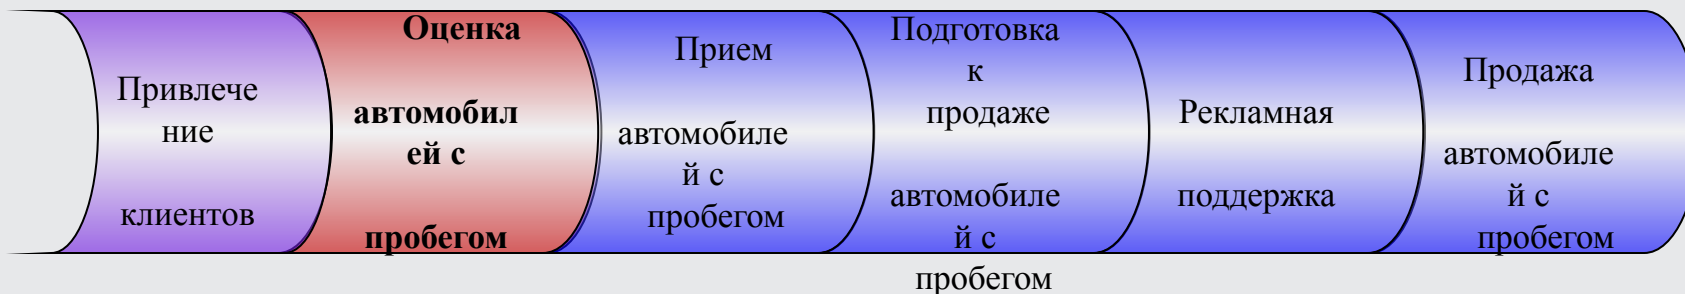 Привлече
ние
клиентов
Оценка
автомобил
ей с
пробегом
Прием
автомобиле
й с
пробегом
Подготовка
к
продаже
автомобиле
й с
пробегом
Рекламная
поддержка
Продажа
автомобиле
й с
пробегом